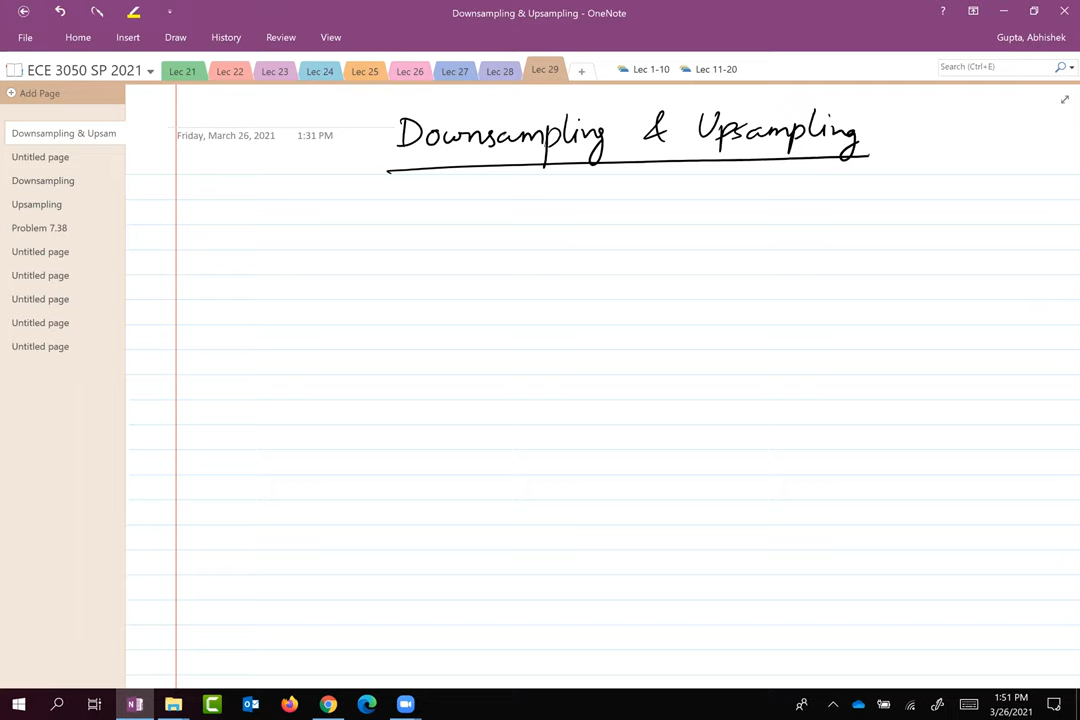 Downsampling & Upsampling - OneNote
?
File
Home
Insert
Draw
History
Review
View
Gupta, Abhishek
ECE 3050 SP 2021
Lec 21
Lec 22
Lec 23
Lec 24
Lec 25
Lec 26
Lec 27
Lec 28
Lec 29
+
Lec 1-10
Lec 11-20
Search (Ctrl+E)
Add Page
Downsampling & Upsam
Untitled page
Downsampling
Upsampling
Problem 7.38
Untitled page
Untitled page
Untitled page
Untitled page
Untitled page
Friday, March 26, 2021 1:31 PM
Downsampling & Upsampling
1:51 PM
3/26/2021